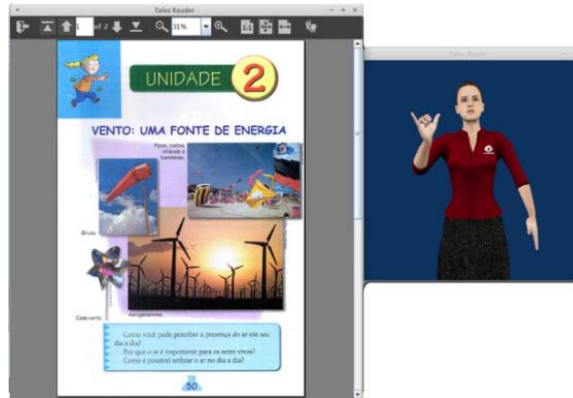 Tales Reader
1 of 2 31%
UNIDADE 2
VENTO: UMA FONTE DE ENERGIA
Pipas, balões,
infláveis e
bandeiras.
Biruta.
Cata-vento.
Aerogeradores.
Como você pode perceber a presença do ar em seu
dia a dia?
Por que o ar é importante para os seres vivos?
Como é possível utilizar o ar no dia a dia?
50
Tales Player